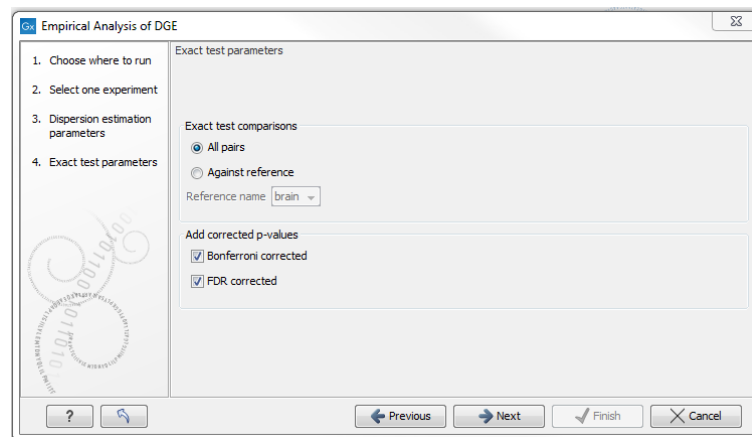 Gx Empirical Analysis of DGE
1. Choose where to run
2. Select one experiment
3. Dispersion estimation
parameters
4. Exact test parameters
Exact test parameters
Exact test comparisons
All pairs
Against reference
Reference name brain
Add corrected p-values
Bonferroni corrected
FDR corrected
? Previous Next Finish Cancel